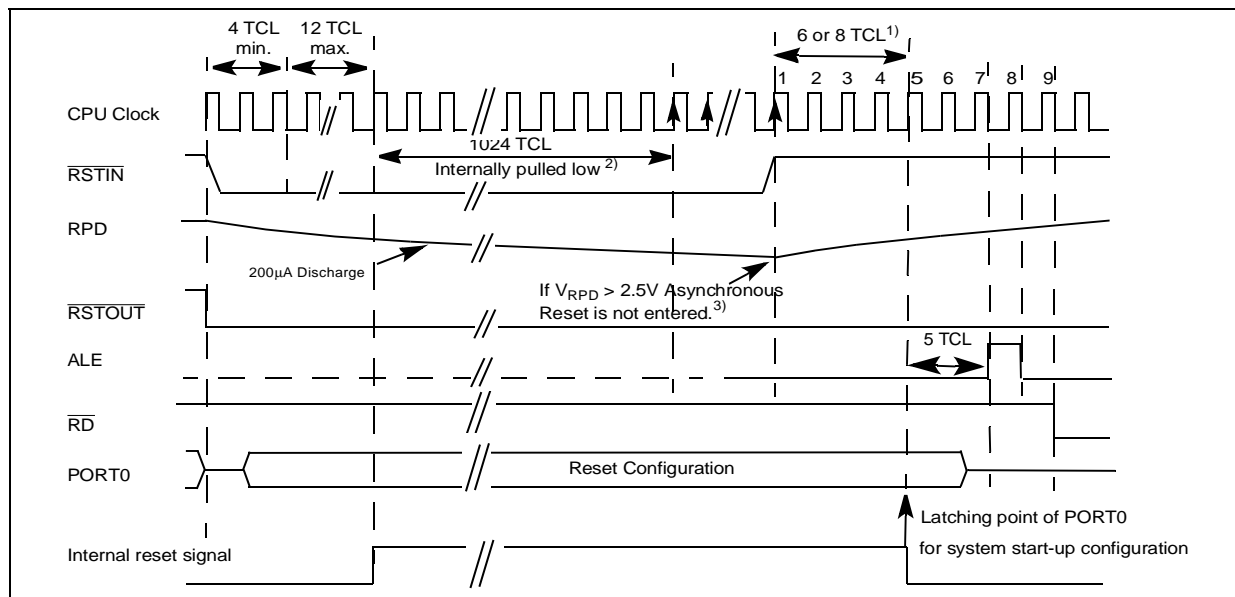 4 TCL
min.
12 TCL
max.
6 or 8 TCL1)
1 2 3 4 5 6 7 8 9
CPU Clock
1024 TCL
RSTIN
Internally pulled low 2)
RPD
200µA Discharge
If VRPD > 2.5V Asynchronous
Reset is not entered.3)
RSTOUT
5 TCL
ALE
RD
PORT0
Reset Configuration
Latching point of PORT0
for system start-up configuration
Internal reset signal